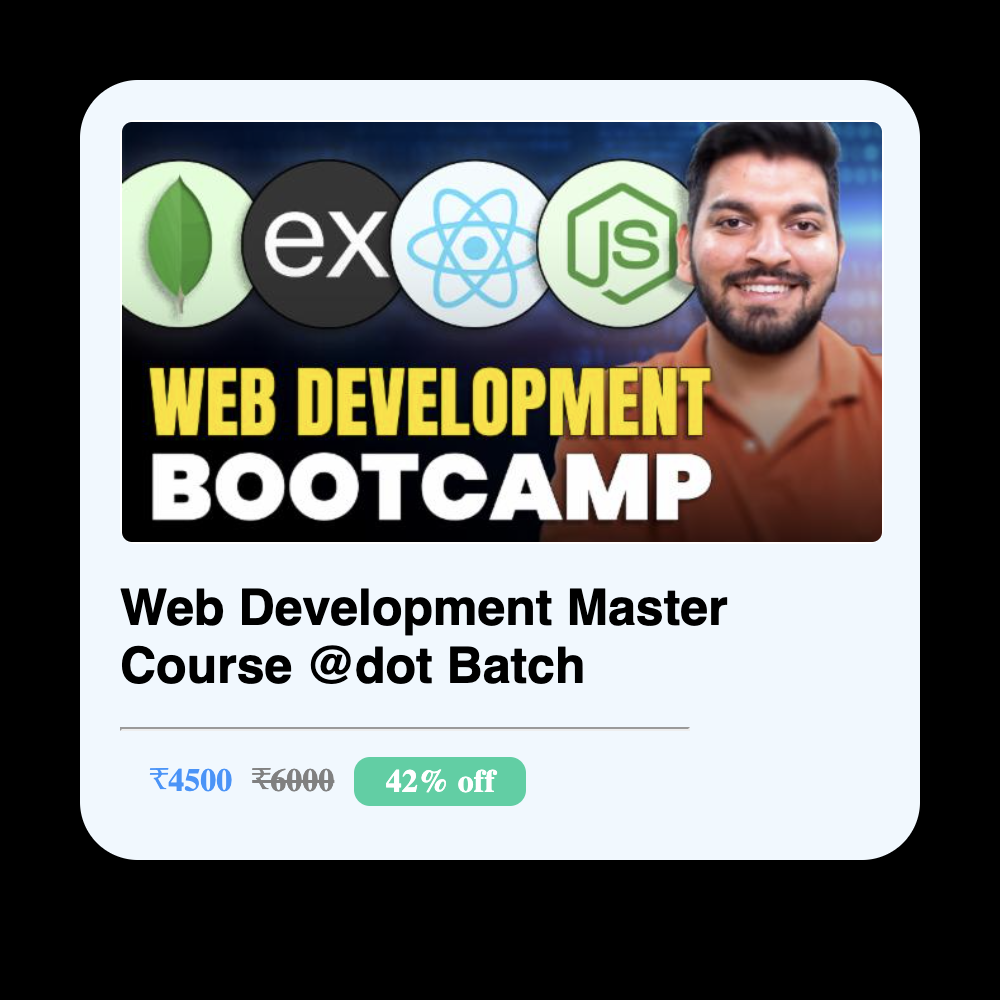 ex
JS
WEB DEVELOPMENT
BOOTCAMP
Web Development Master
Course @dot Batch
₹4500 ₹6000 42% off